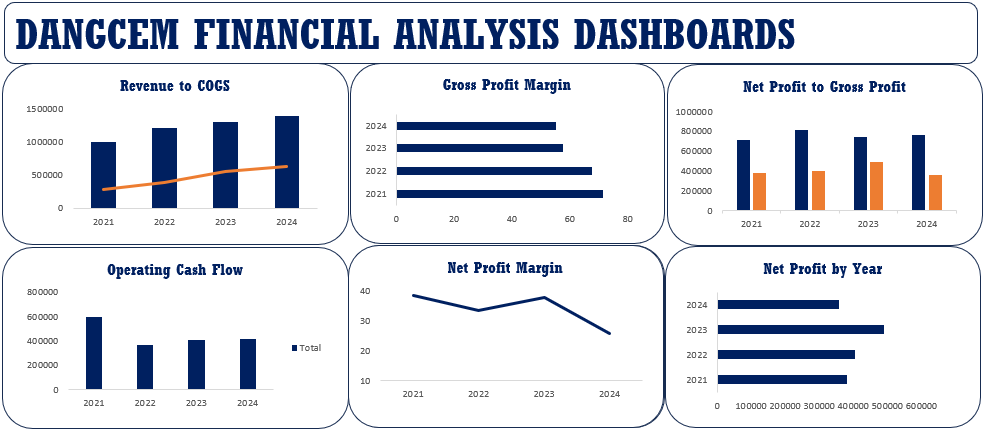 DANGCEM FINANCIAL ANALYSIS DASHBOARDS
Revenue to COGS
1500000
1000000
500000
0
2021 2022 2023 2024
Gross Profit Margin
2024
2023
2022
2021
0 20 40 60 80
Net Profit to Gross Profit
1000000
800000
600000
400000
200000
0
2021 2022 2023 2024
Operating Cash Flow
800000
600000
400000
200000
0
2021 2022 2023 2024
Total
Net Profit Margin
40
30
20
10
2021 2022 2023 2024
Net Profit by Year
2024
2023
2022
2021
0 100000 200000 300000 400000 500000 600000